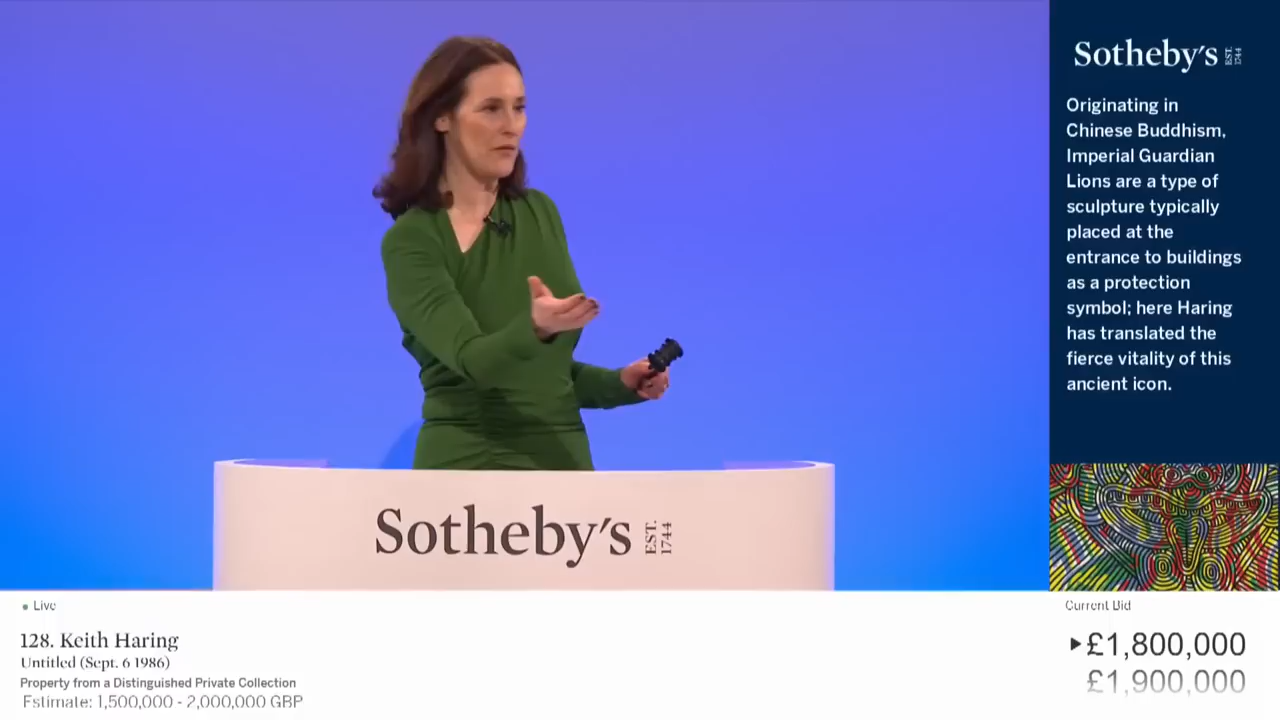 Sotheby's EST. 1744
Originating in
Chinese Buddhism,
Imperial Guardian
Lions are a type of
sculpture typically
placed at the
entrance to buildings
as a protection
symbol; here Haring
has translated the
fierce vitality of this
ancient icon.
Sotheby's EST. 1744
Live
128. Keith Haring
Untitled (Sept. 6 1986)
Property from a Distinguished Private Collection
Estimate: 1,500,000 - 2,000,000 GBP
Current Bid
£1,800,000
£1,900,000